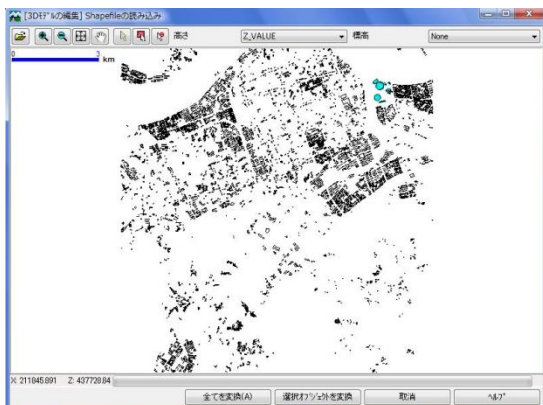 [3Dﾓﾃﾞﾙの編集] Shapefileの読み込み
高さ Z_VALUE 標高 None
0 3
km
X: 211845.891 Z: 437728.84
全てを変換(A) 選択ｵﾌﾞｼﾞｪｸﾄを変換 取消 ﾍﾙﾌﾟ